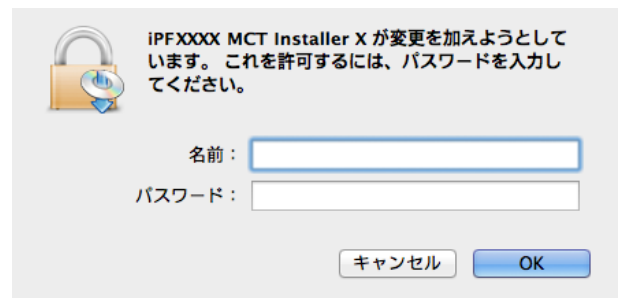 iPFXXXX MCT Installer X が変更を加えようとして
います。 これを許可するには、パスワードを入力し
てください。
名前：
パスワード：
キャンセル
OK